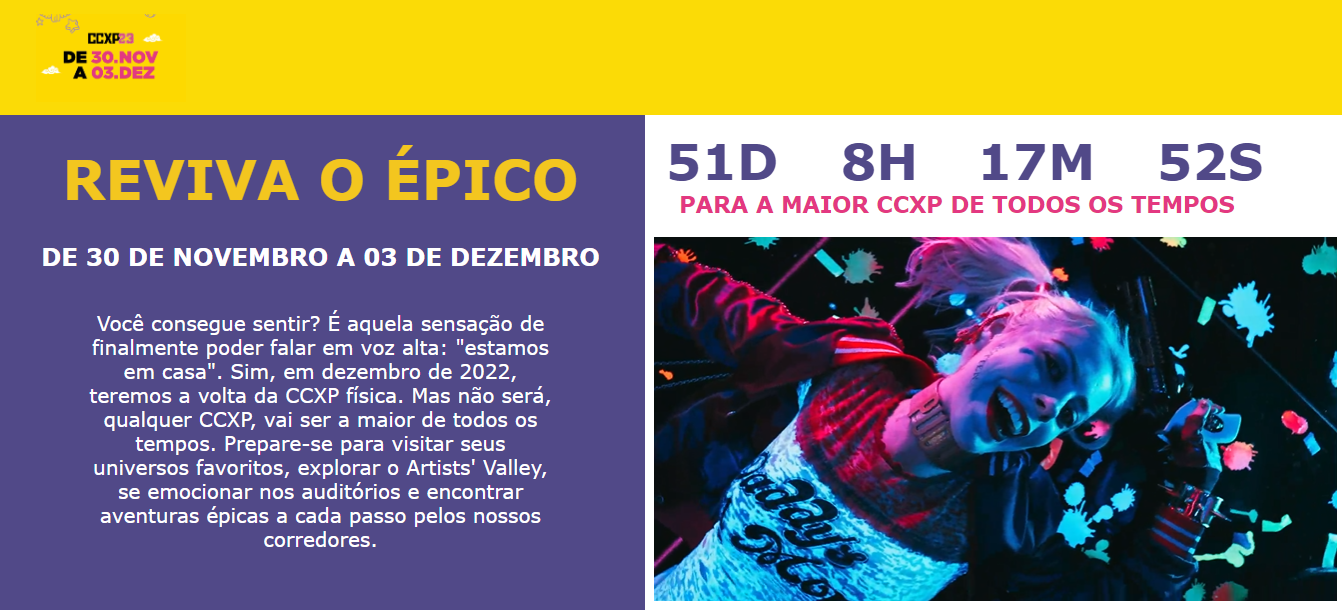 CCXP23
DE 30.NOV
A 03.DEZ
REVIVA O ÉPICO
DE 30 DE NOVEMBRO A 03 DE DEZEMBRO
Você consegue sentir? É aquela sensação de
finalmente poder falar em voz alta: "estamos
em casa". Sim, em dezembro de 2022,
teremos a volta da CCXP física. Mas não será,
qualquer CCXP, vai ser a maior de todos os
tempos. Prepare-se para visitar seus
universos favoritos, explorar o Artists' Valley,
se emocionar nos auditórios e encontrar
aventuras épicas a cada passo pelos nossos
corredores.
51D 8H 17M 52S
PARA A MAIOR CCXP DE TODOS OS TEMPOS